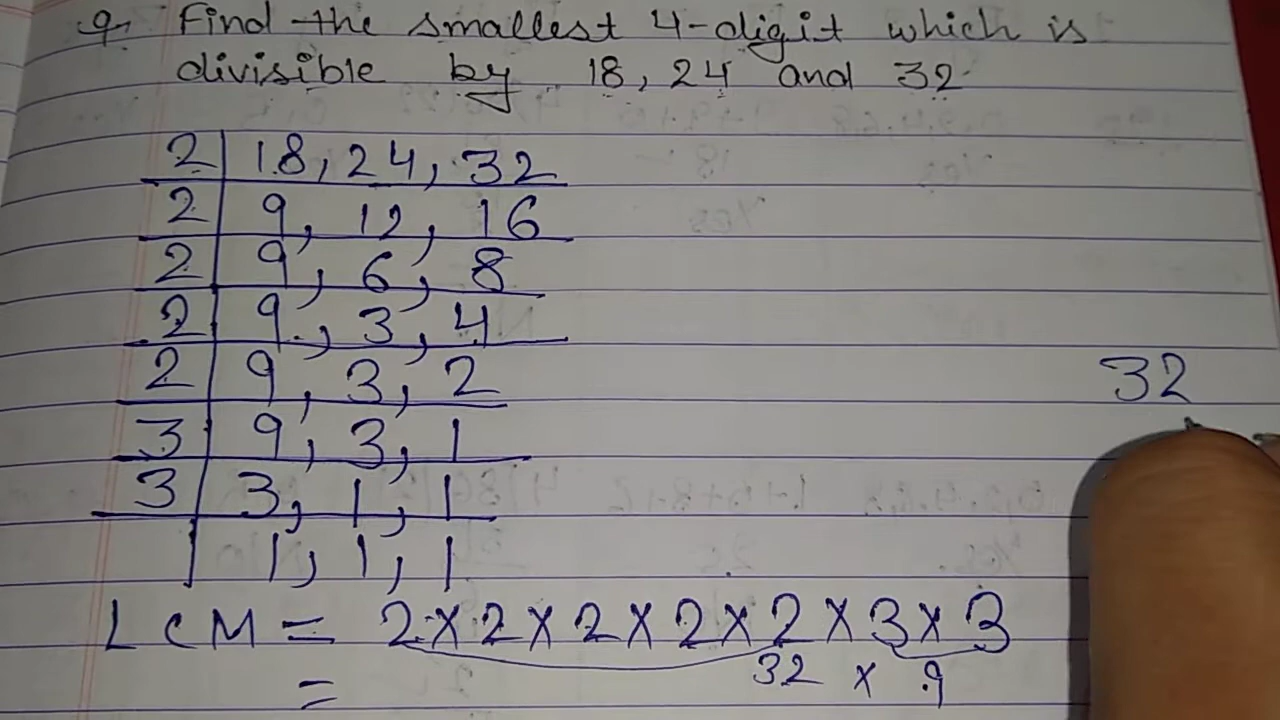 q. Find the smallest 4-digit which is
divisible by 18, 24 and 32.
2 | 18, 24, 32
2 | 9, 12, 16
2 | 9, 6, 8
2 | 9, 3, 4
2 | 9, 3, 2
3 | 9, 3, 1
3 | 3, 1, 1
| 1, 1, 1
32
LCM = 2 × 2 × 2 × 2 × 2 × 3 × 3
32 × 9
=